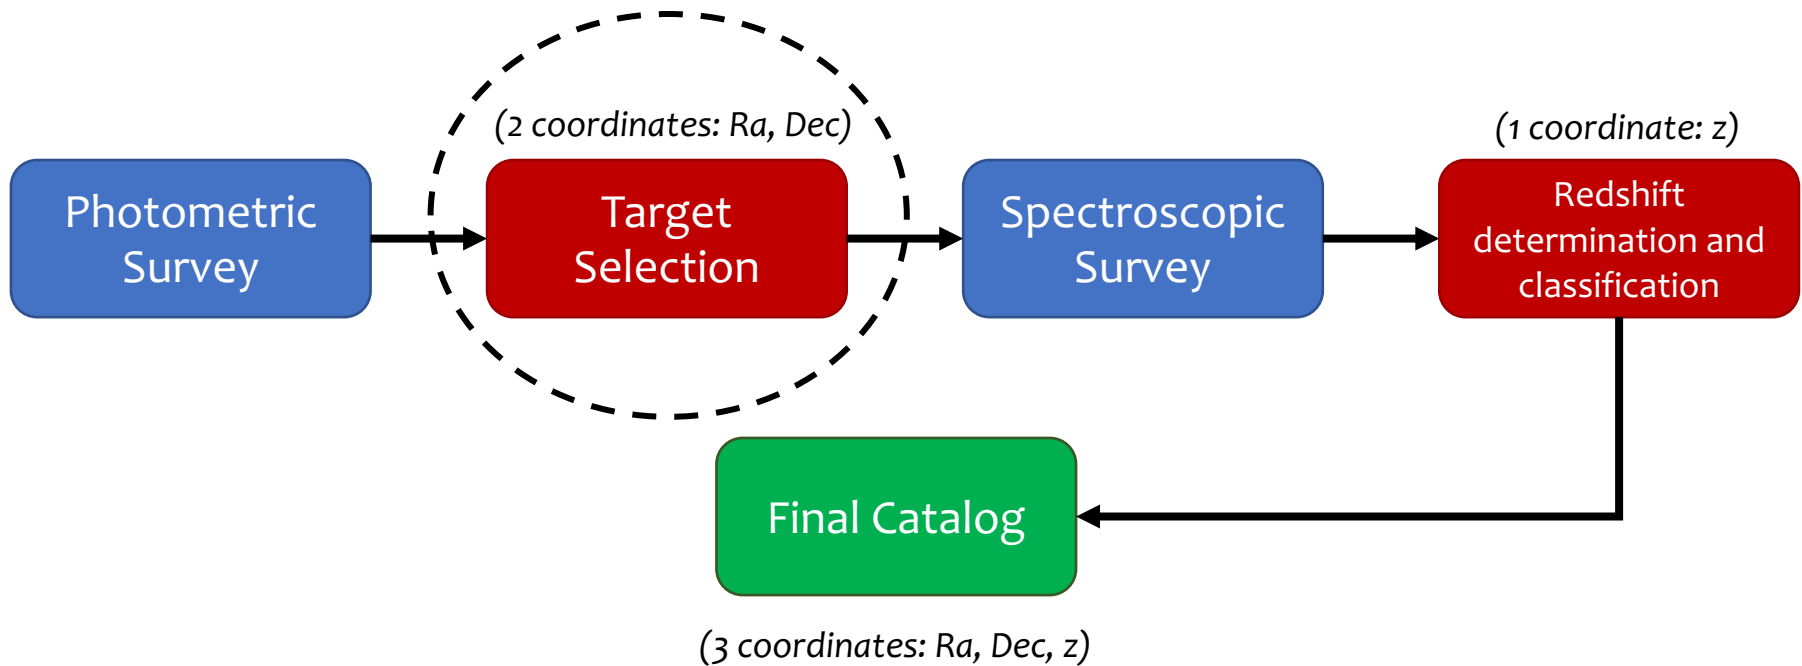 (2 coordinates: Ra, Dec)
(1 coordinate: z)
Photometric
Survey
Target
Selection
Spectroscopic
Survey
Redshift
determination and
classification
Final Catalog
(3 coordinates: Ra, Dec, z)